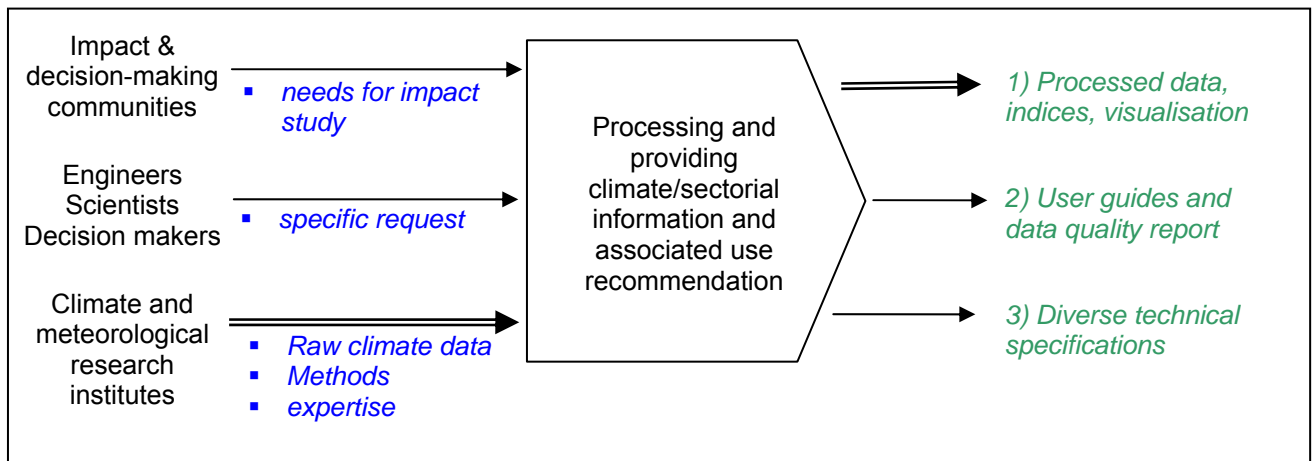 Impact &
decision-making
communities
▪ needs for impact
study
Engineers
Scientists
Decision makers
▪ specific request
Climate and
meteorological
research
institutes
▪ Raw climate data
▪ Methods
▪ expertise
Processing and
providing
climate/sectorial
information and
associated use
recommendation
1) Processed data,
indices, visualisation
2) User guides and
data quality report
3) Diverse technical
specifications